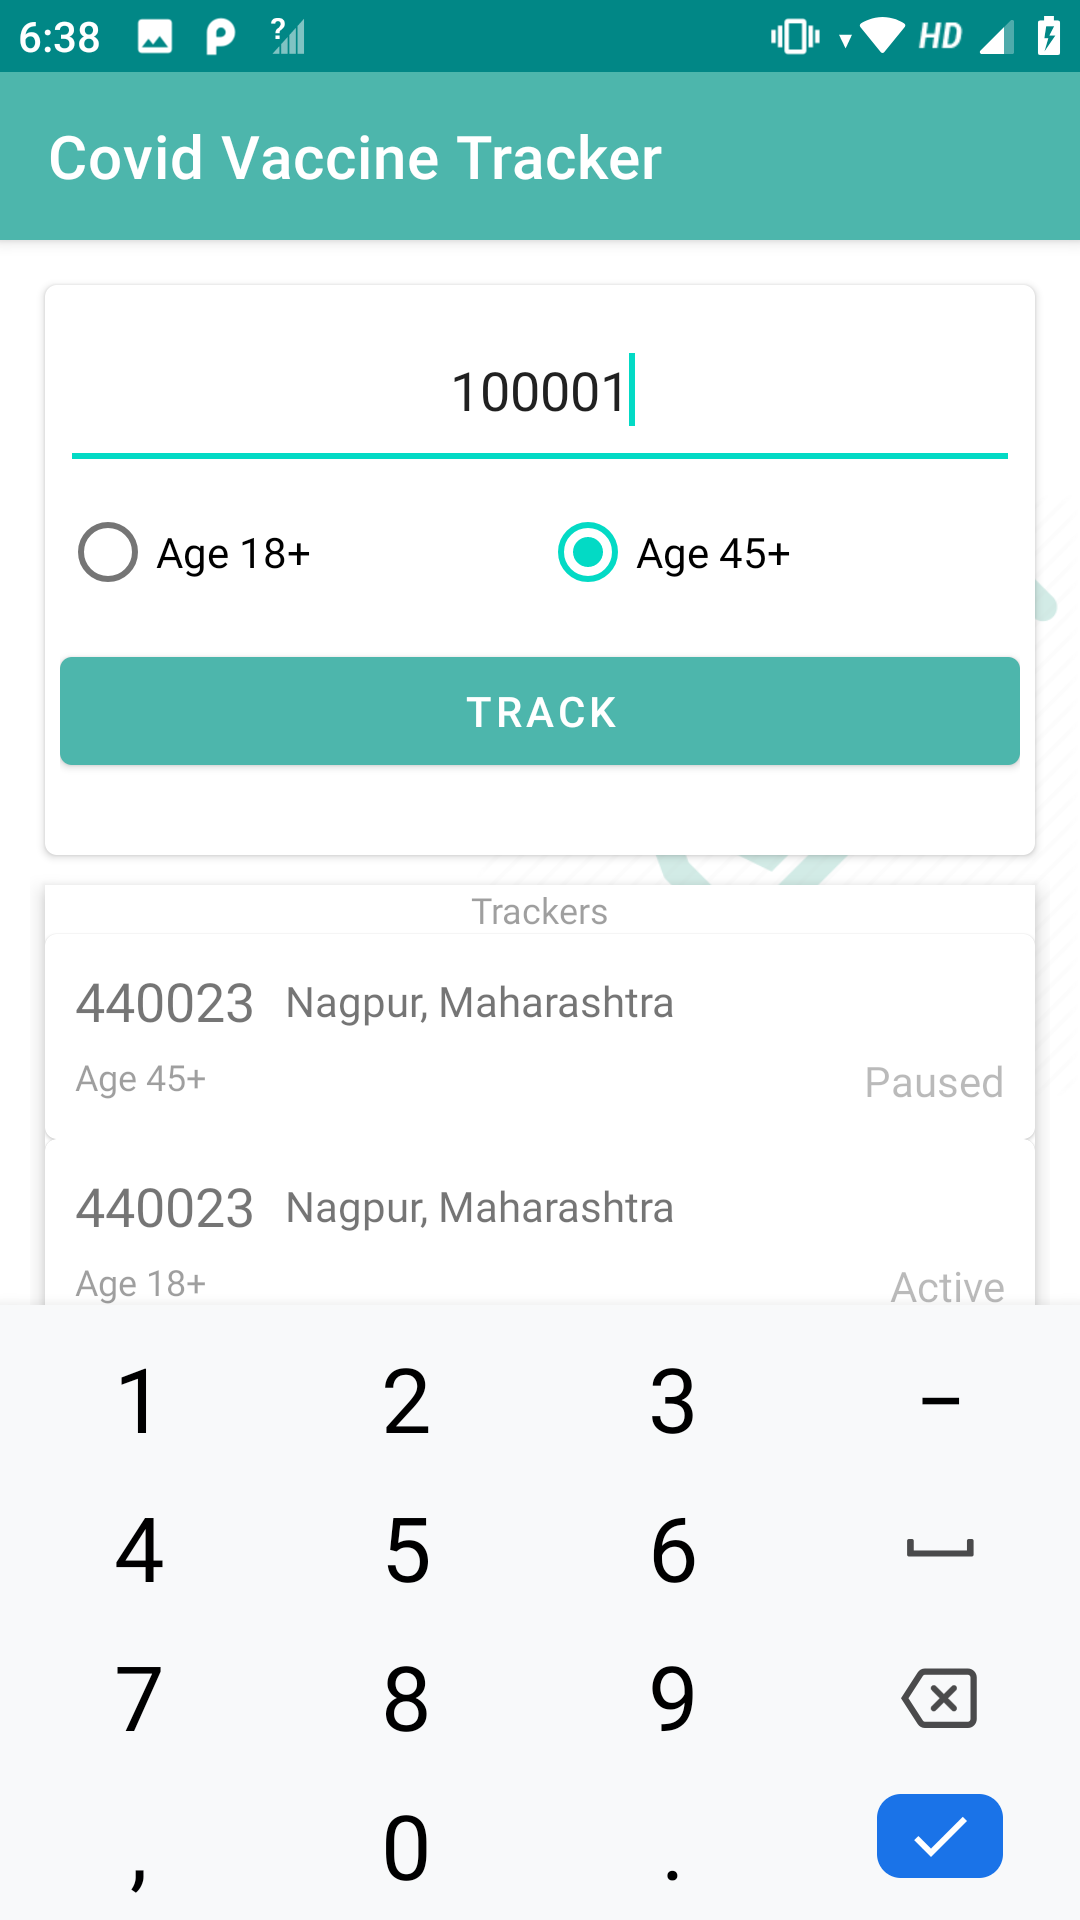 6:38 ? HD
Covid Vaccine Tracker
100001
Age 18+ Age 45+
TRACK
Trackers
440023 Nagpur, Maharashtra
Age 45+ Paused
440023 Nagpur, Maharashtra
Age 18+ Active
1 2 3 –
4 5 6
7 8 9
, 0 .